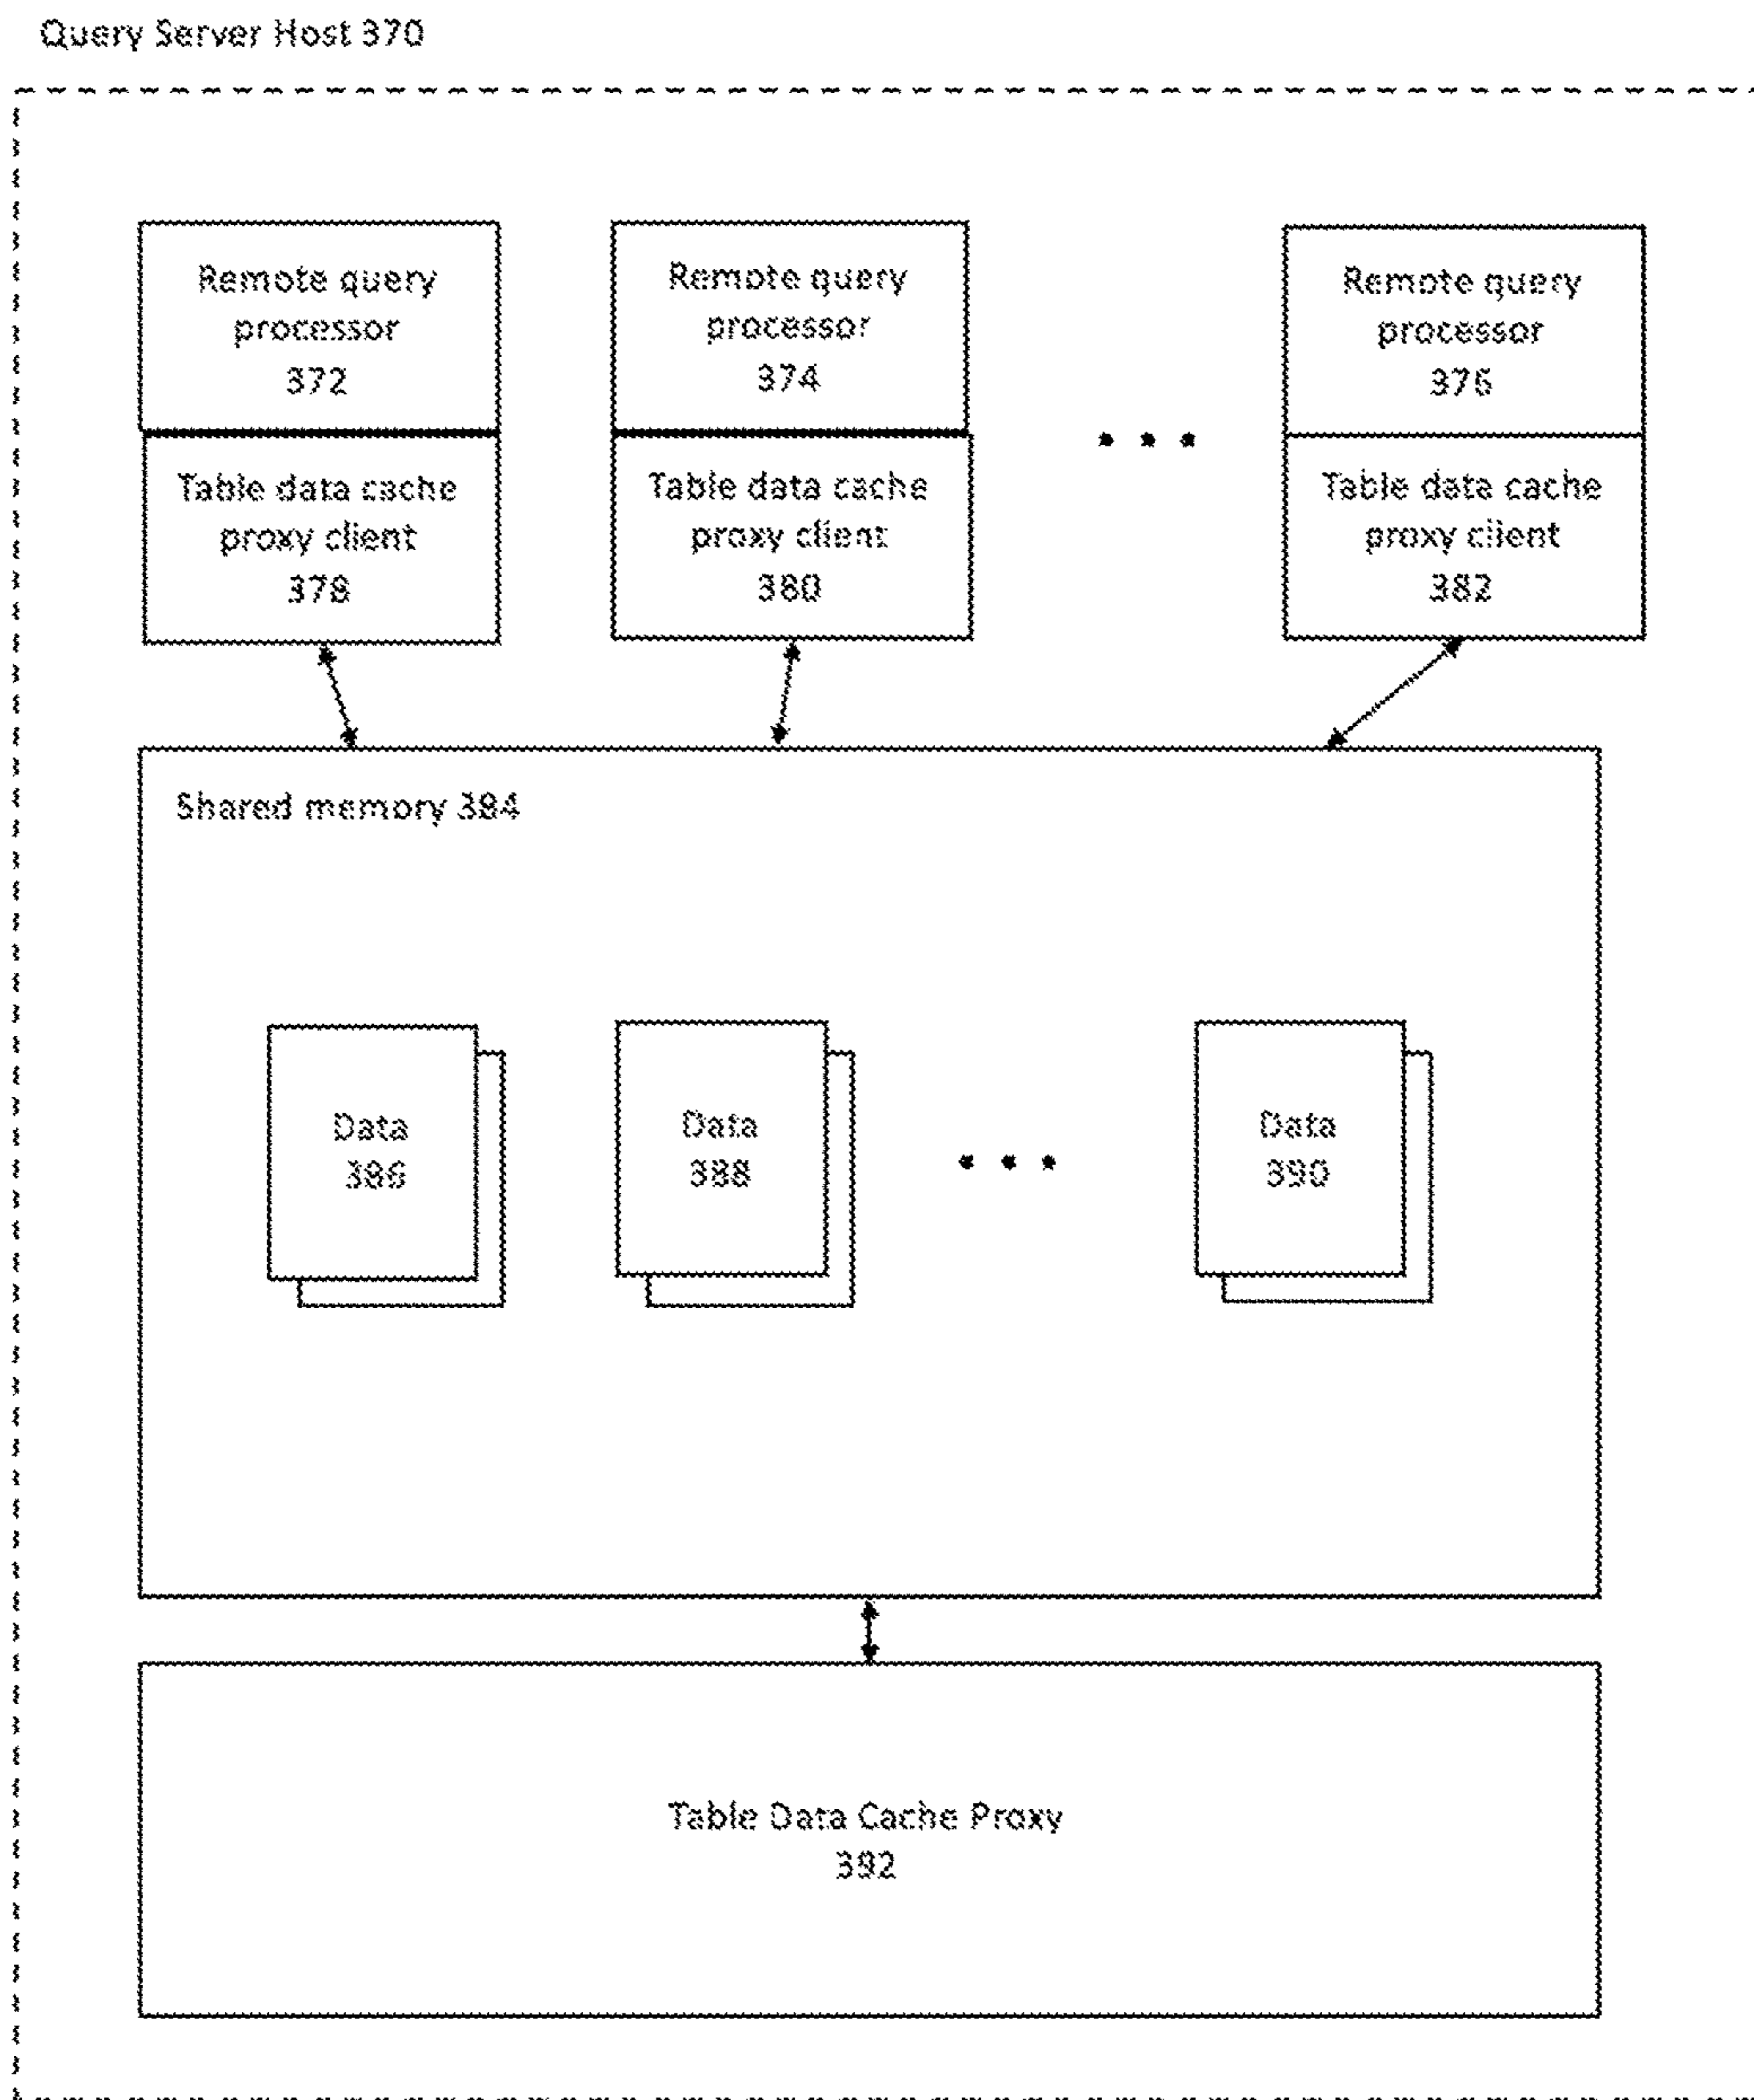 Query Server Host 370
Remote query
processor
372
Remote query
processor
374
Remote query
processor
376
Table data cache
proxy client
378
Table data cache
proxy client
380
Table data cache
proxy client
382
Shared memory 384
Data
386
Data
388
Data
390
Table Data Cache Proxy
392